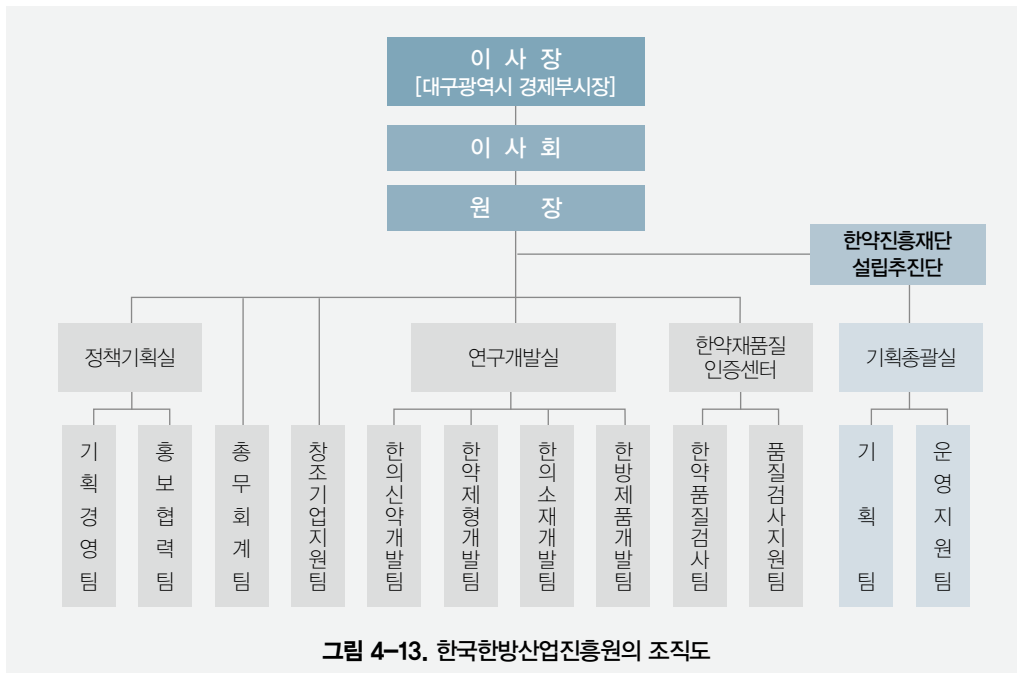 이 사 장
[대구광역시 경제부시장]
이 사 회
원 장
한약진흥재단
설립추진단
정책기획실
연구개발실
한약재품질
인증센터
기획총괄실
기획경영팀
홍보협력팀
총무회계팀
창조기업지원팀
한의신약개발팀
한약제형개발팀
한의소재개발팀
한방제품개발팀
한약품질검사팀
품질검사지원팀
기획팀
운영지원팀
그림 4-13. 한국한방산업진흥원의 조직도